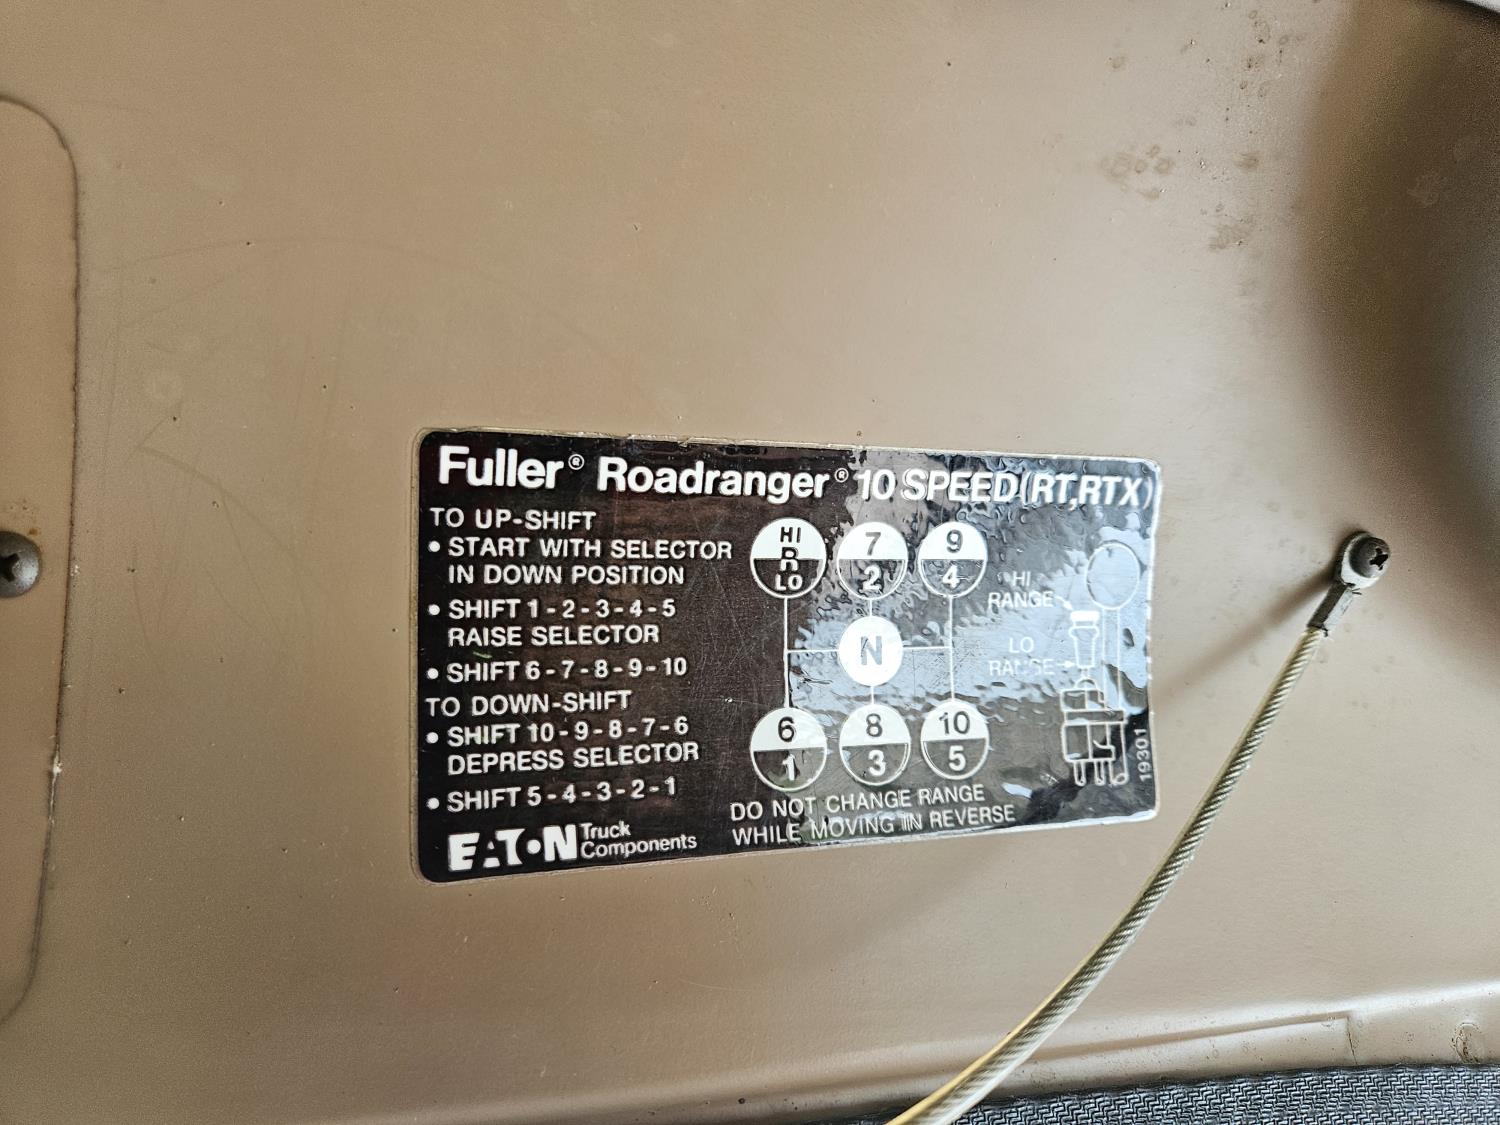 Fuller® Roadranger® 10 SPEED (RT,RTX)
TO UP-SHIFT
• START WITH SELECTOR
IN DOWN POSITION
• SHIFT 1 - 2 - 3 - 4 - 5
RAISE SELECTOR
• SHIFT 6 - 7 - 8 - 9 - 10
TO DOWN-SHIFT
• SHIFT 10 - 9 - 8 - 7 - 6
DEPRESS SELECTOR
• SHIFT 5 - 4 - 3 - 2 - 1
EATON Truck
Components
HI
R
LO
7
2
9
4
N
6
1
8
3
10
5
HI
RANGE
LO
RANGE
DO NOT CHANGE RANGE
WHILE MOVING IN REVERSE
19301